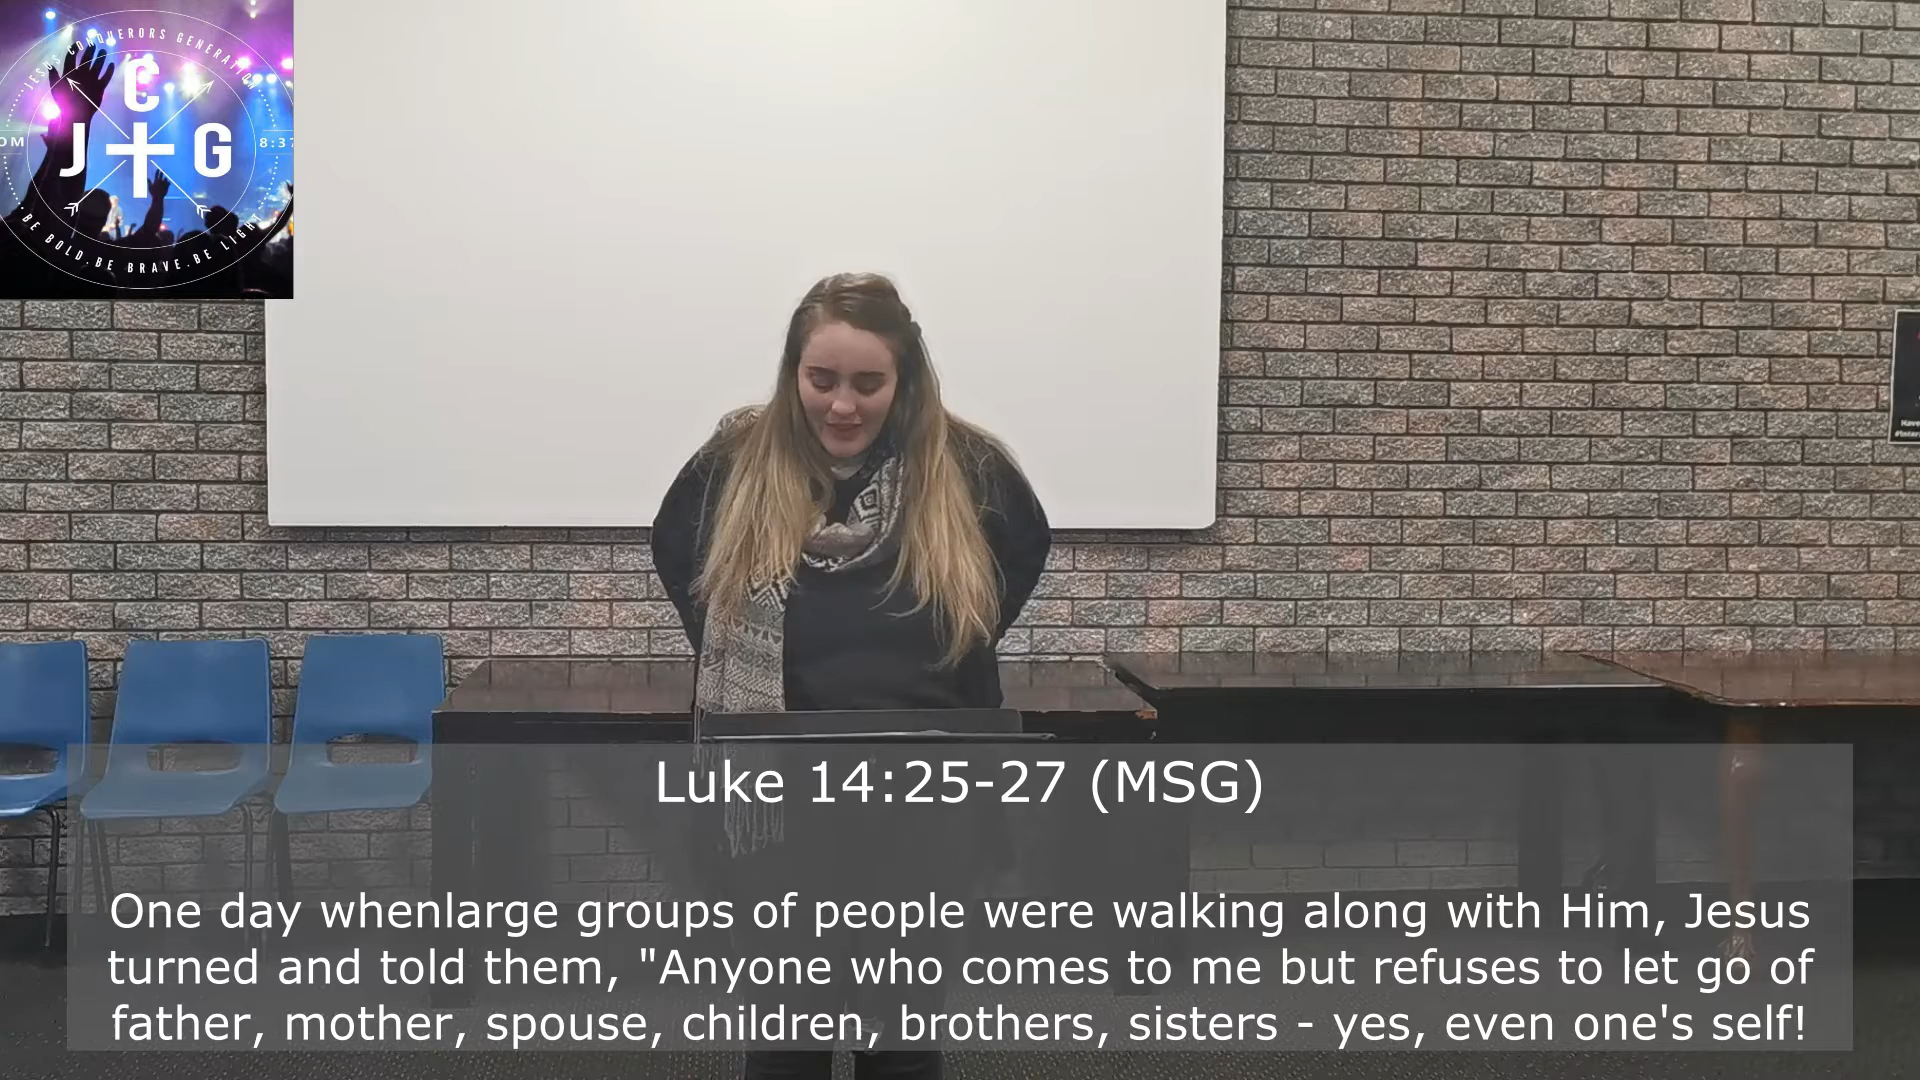 JESUS CONQUERORS GENERATION
C
J G
OM
8:37
BE BOLD.BE BRAVE.BE LIGHT
Have
Luke 14:25-27 (MSG)
One day whenlarge groups of people were walking along with Him, Jesus
turned and told them, "Anyone who comes to me but refuses to let go of
father, mother, spouse, children, brothers, sisters - yes, even one's self!